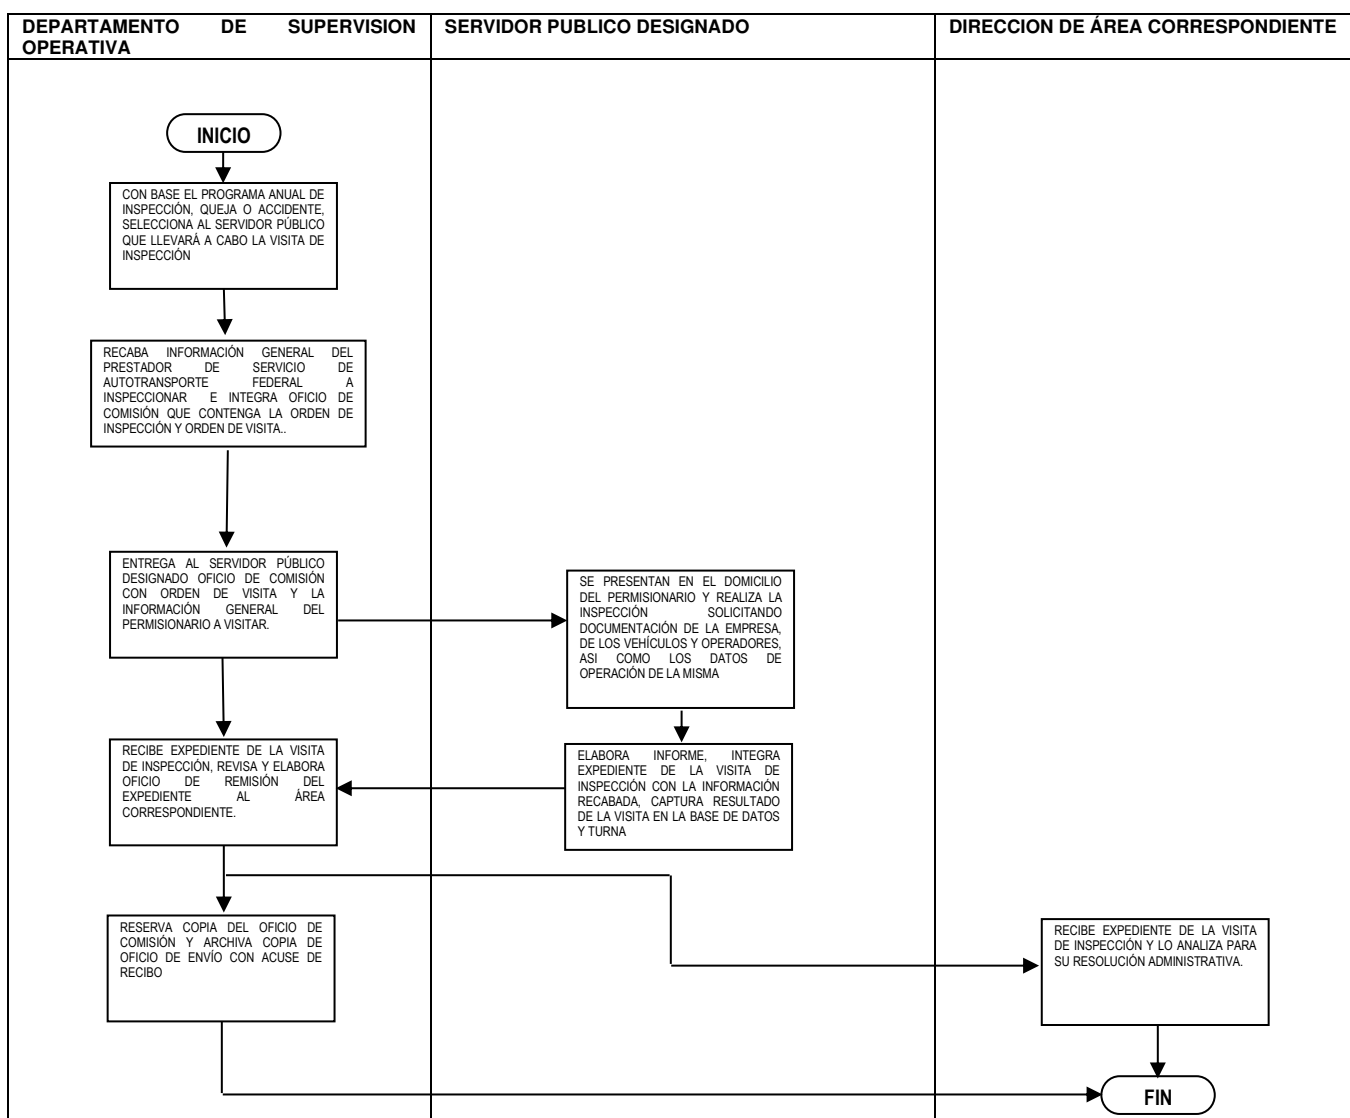 DEPARTAMENTO DE SUPERVISION
OPERATIVA
SERVIDOR PUBLICO DESIGNADO
DIRECCION DE ÁREA CORRESPONDIENTE
INICIO
CON BASE EL PROGRAMA ANUAL DE
INSPECCIÓN, QUEJA O ACCIDENTE,
SELECCIONA AL SERVIDOR PÚBLICO
QUE LLEVARÁ A CABO LA VISITA DE
INSPECCIÓN
RECABA INFORMACIÓN GENERAL DEL
PRESTADOR DE SERVICIO DE
AUTOTRANSPORTE FEDERAL A
INSPECCIONAR E INTEGRA OFICIO DE
COMISIÓN QUE CONTENGA LA ORDEN DE
INSPECCIÓN Y ORDEN DE VISITA..
ENTREGA AL SERVIDOR PÚBLICO
DESIGNADO OFICIO DE COMISIÓN
CON ORDEN DE VISITA Y LA
INFORMACIÓN GENERAL DEL
PERMISIONARIO A VISITAR.
SE PRESENTAN EN EL DOMICILIO
DEL PERMISIONARIO Y REALIZA LA
INSPECCIÓN SOLICITANDO
DOCUMENTACIÓN DE LA EMPRESA,
DE LOS VEHÍCULOS Y OPERADORES,
ASI COMO LOS DATOS DE
OPERACIÓN DE LA MISMA
RECIBE EXPEDIENTE DE LA VISITA
DE INSPECCIÓN, REVISA Y ELABORA
OFICIO DE REMISIÓN DEL
EXPEDIENTE AL ÁREA
CORRESPONDIENTE.
ELABORA INFORME, INTEGRA
EXPEDIENTE DE LA VISITA DE
INSPECCIÓN CON LA INFORMACIÓN
RECABADA, CAPTURA RESULTADO
DE LA VISITA EN LA BASE DE DATOS
Y TURNA
RESERVA COPIA DEL OFICIO DE
COMISIÓN Y ARCHIVA COPIA DE
OFICIO DE ENVÍO CON ACUSE DE
RECIBO
RECIBE EXPEDIENTE DE LA VISITA
DE INSPECCIÓN Y LO ANALIZA PARA
SU RESOLUCIÓN ADMINISTRATIVA.
FIN